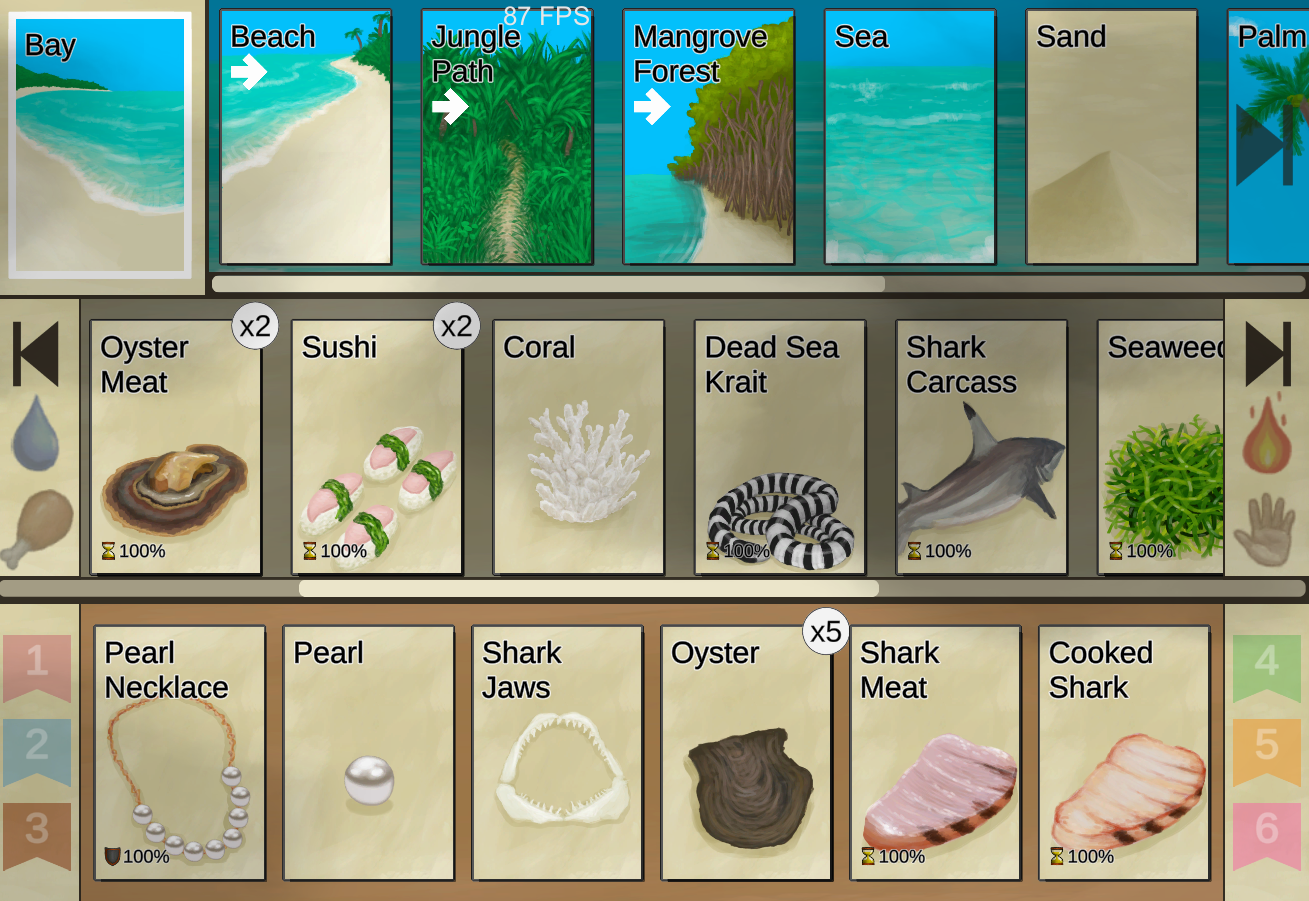 87 FPS
Bay
Beach
Jungle
Path
Mangrove
Forest
Sea
Sand
Palm
x2
x2
Oyster
Meat
100%
Sushi
100%
Coral
Dead Sea
Krait
100%
Shark
Carcass
100%
Seaweed
100%
1
2
3
Pearl
Necklace
100%
Pearl
Shark
Jaws
x5
Oyster
Shark
Meat
100%
Cooked
Shark
100%
4
5
6